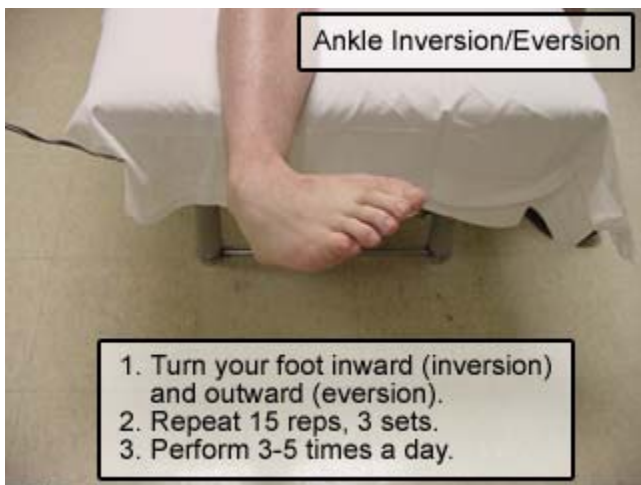 Ankle Inversion/Eversion
1. Turn your foot inward (inversion)
and outward (eversion).
2. Repeat 15 reps, 3 sets.
3. Perform 3-5 times a day.